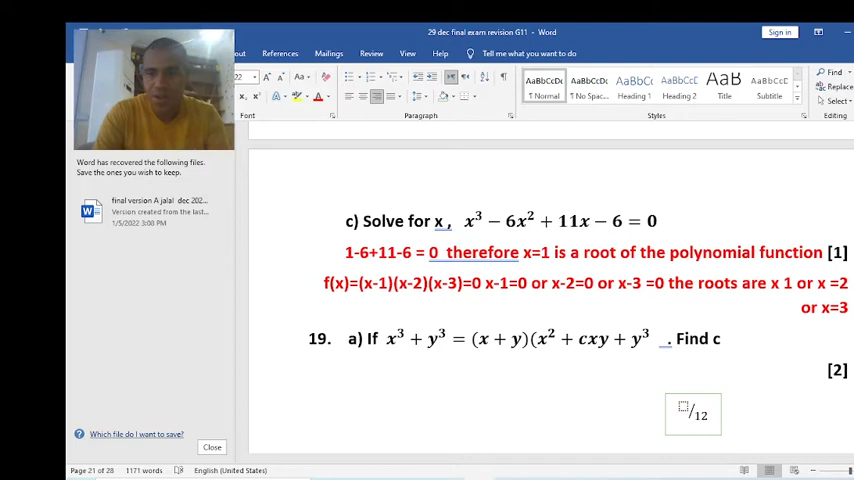 29 dec final exam revision G11 - Word
Sign in
References Mailings Review View Help Tell me what you want to do
22 A A Aa
AaBbCcDc AaBbCcDc AaBbCc AaBbCcC AaB AaBbCcC
¶ Normal ¶ No Spac... Heading 1 Heading 2 Title Subtitle
Find
Replace
Select
Font Paragraph Styles Editing
Word has recovered the following files.
Save the ones you wish to keep.
final version A jalal dec 202...
Version created from the last...
1/5/2022 3:08 PM
c) Solve for x , x³ − 6x² + 11x − 6 = 0
1-6+11-6 = 0 therefore x=1 is a root of the polynomial function [1]
f(x)=(x-1)(x-2)(x-3)=0 x-1=0 or x-2=0 or x-3 =0 the roots are x 1 or x =2
or x=3
19. a) If x³ + y³ = (x + y)(x² + cxy + y³ . Find c
[2]
/12
Which file do I want to save?
Close
Page 21 of 28 1171 words English (United States)